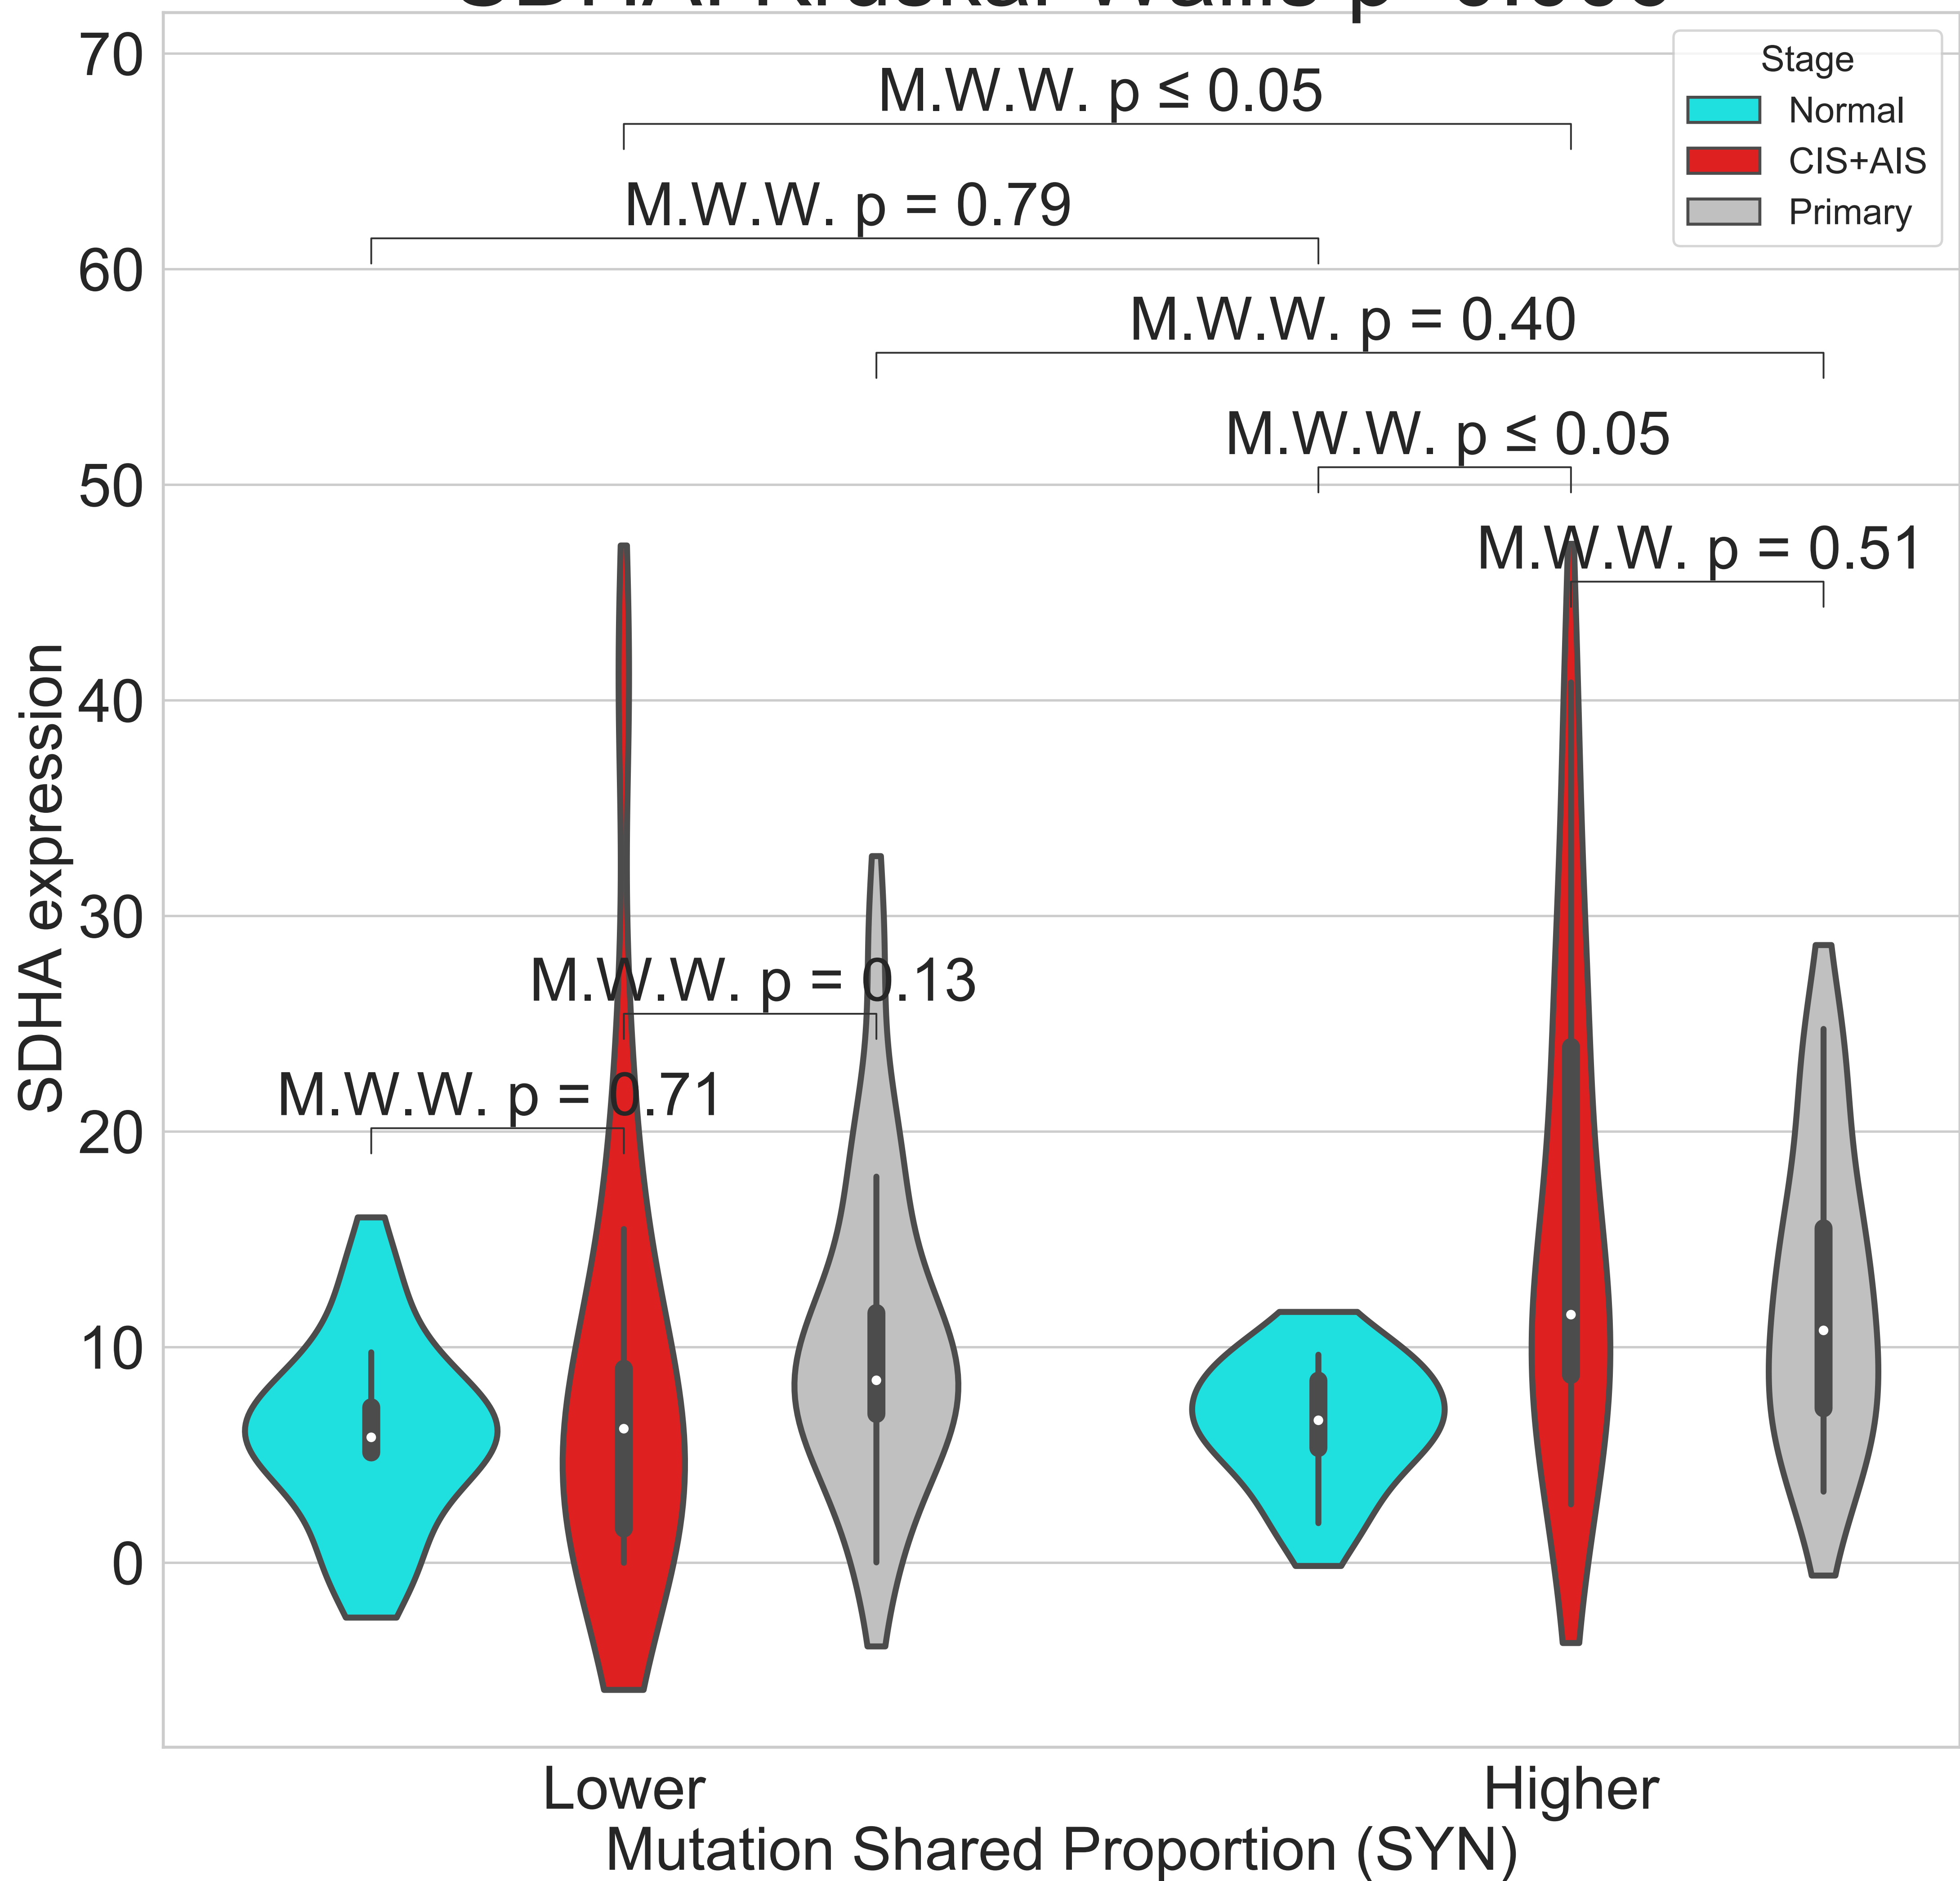 70
Stage
Normal
CIS+AIS
Primary
M.W.W. p ≤ 0.05
M.W.W. p = 0.79
60
M.W.W. p = 0.40
M.W.W. p ≤ 0.05
50
M.W.W. p = 0.51
SDHA expression
40
30
M.W.W. p = 0.13
M.W.W. p = 0.71
20
10
0
Lower
Higher
Mutation Shared Proportion (SYN)